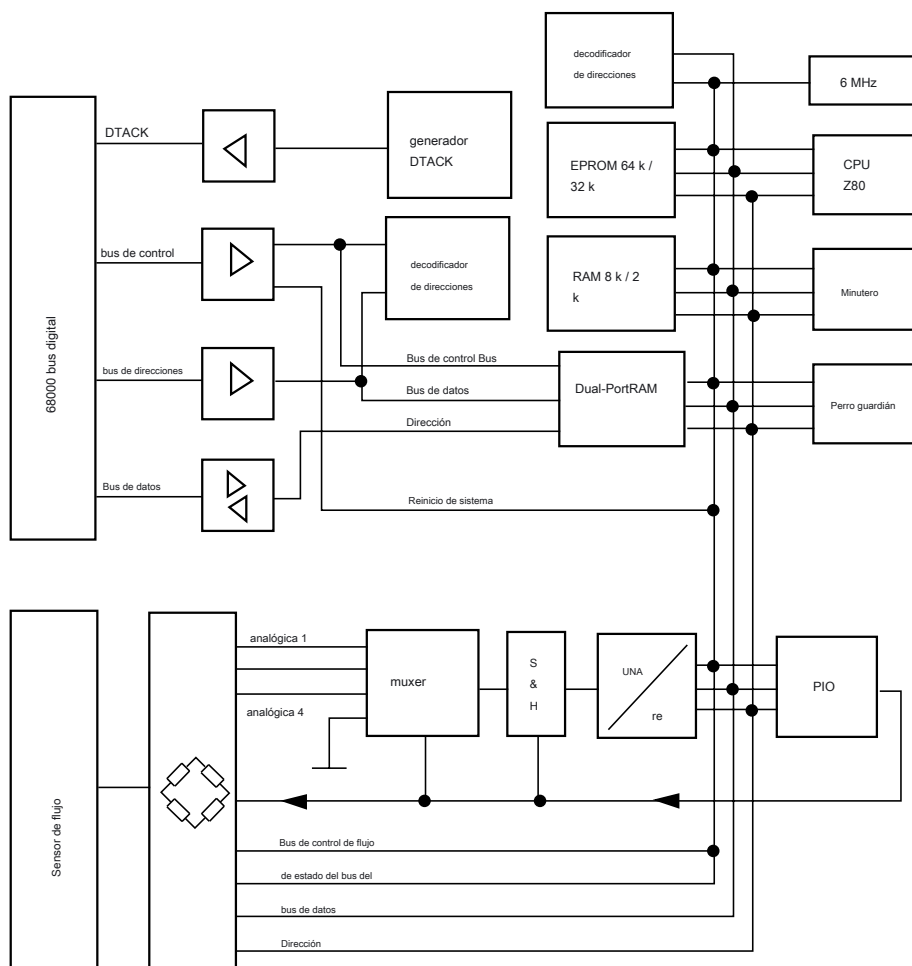 decodificador
de direcciones
6 MHz
DTACK
generador
DTACK
EPROM 64 k /
32 k
CPU
Z80
bus de control
decodificador
de direcciones
RAM 8 k / 2
k
Minutero
68000 bus digital
bus de direcciones
Bus de control Bus
Dual-PortRAM
Bus de datos
Perro guardián
Dirección
Bus de datos
Reinicio de sistema
analógica 1
muxer
S
&
H
UNA
re
PIO
analógica 4
Sensor de flujo
Bus de control de flujo
de estado del bus del
bus de datos
Dirección